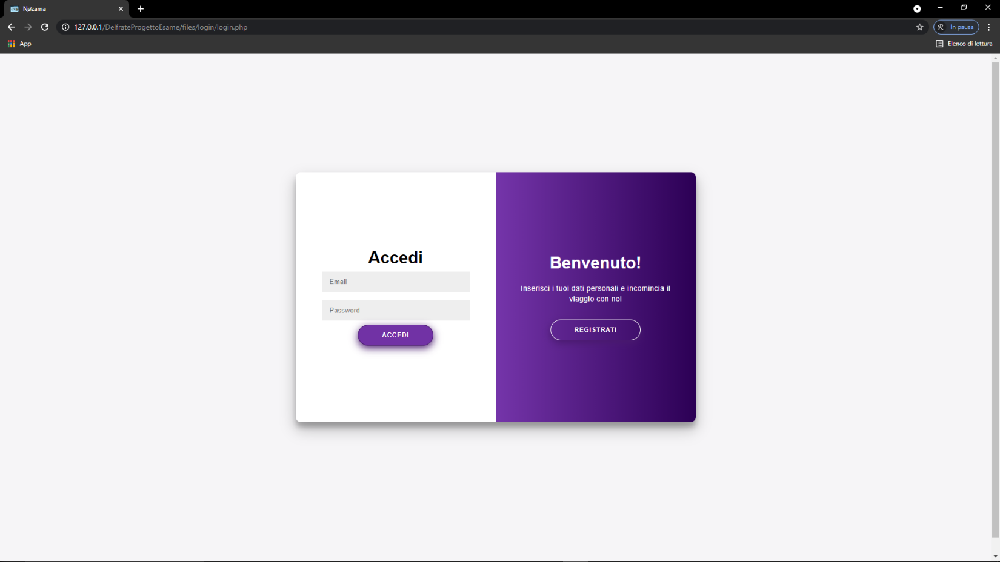 Nøzama
127.0.0.1/DelfrateProgettoEsame/files/login/login.php
In pausa
App
Elenco di lettura
Accedi
Email
Password
ACCEDI
Benvenuto!
Inserisci i tuoi dati personali e incomincia il
viaggio con noi
REGISTRATI